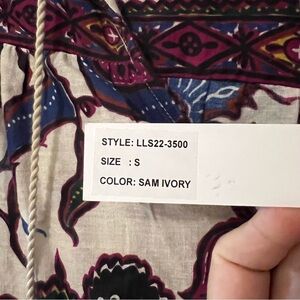 STYLE: LLS22-3500
SIZE : S
COLOR: SAM IVORY